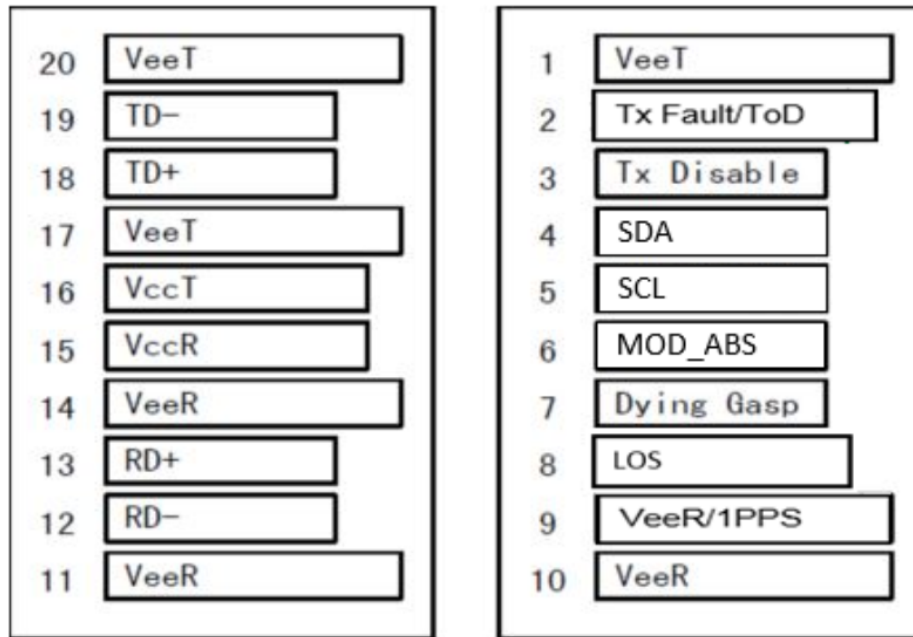 20 VeeT
19 TD-
18 TD+
17 VeeT
16 VccT
15 VccR
14 VeeR
13 RD+
12 RD-
11 VeeR
1 VeeT
2 Tx Fault/ToD
3 Tx Disable
4 SDA
5 SCL
6 MOD_ABS
7 Dying Gasp
8 LOS
9 VeeR/1PPS
10 VeeR